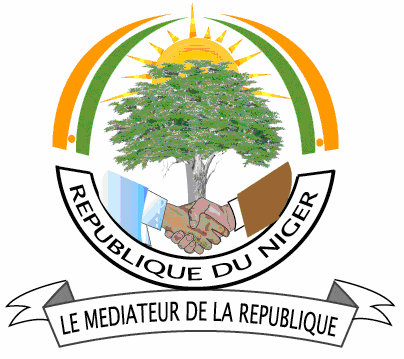 REPUBLIQUE DU NIGER
LE MEDIATEUR DE LA REPUBLIQUE